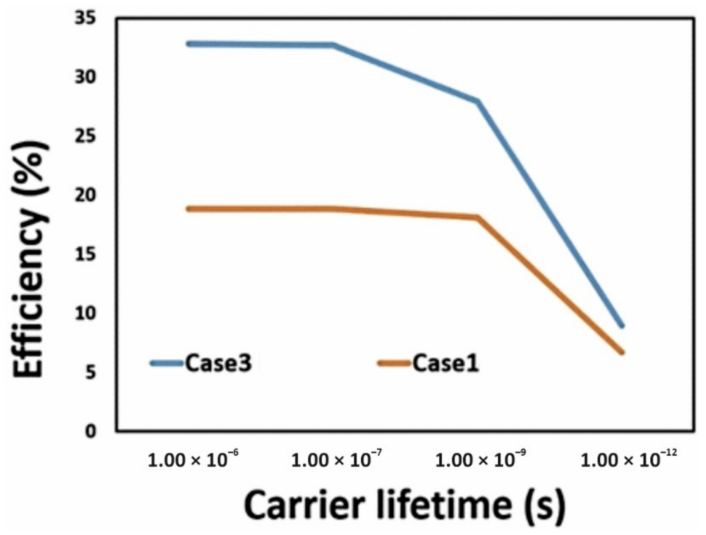 35
30
25
20
15
10
5
0
Efficiency (%)
Case3
Case1
1.00 × 10⁻⁶
1.00 × 10⁻⁷
1.00 × 10⁻⁹
1.00 × 10⁻¹²
Carrier lifetime (s)